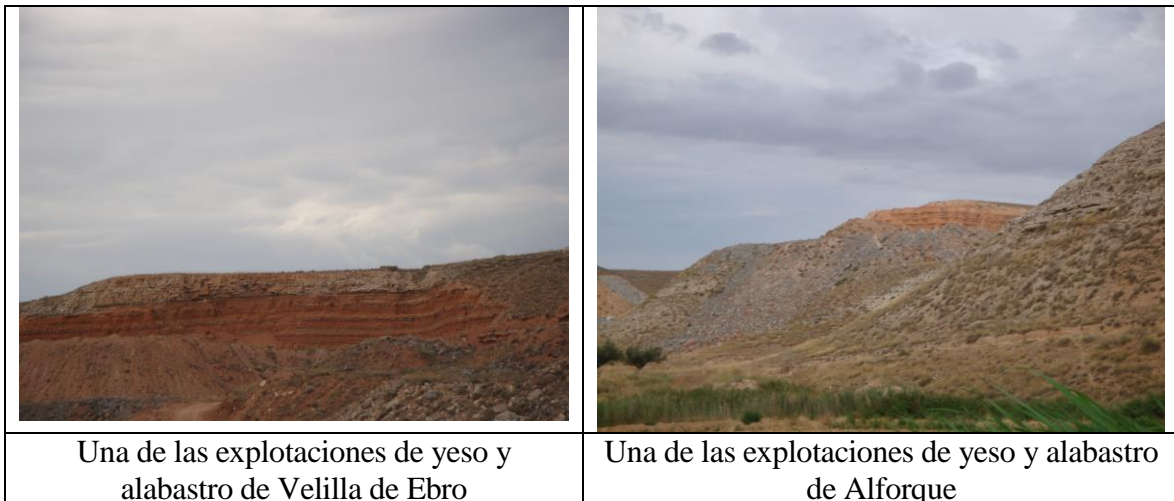 Una de las explotaciones de yeso y
alabastro de Velilla de Ebro
Una de las explotaciones de yeso y alabastro
de Alforque